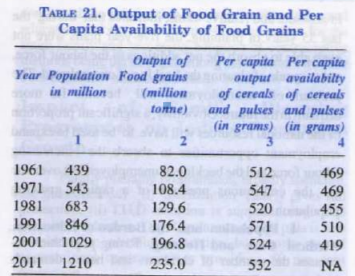 TABLE 21. Output of Food Grain and Per
Capita Availability of Food Grains
Output of Per capita Per capita
Year Population Food grains output availabilty
in million (million of cereals of cereals
tonne) and pulses and pulses
(in grams) (in grams)
1 2 3 4
1961 439 82.0 512 469
1971 543 108.4 547 469
1981 683 129.6 520 455
1991 846 176.4 571 510
2001 1029 196.8 524 419
2011 1210 235.0 532 NA